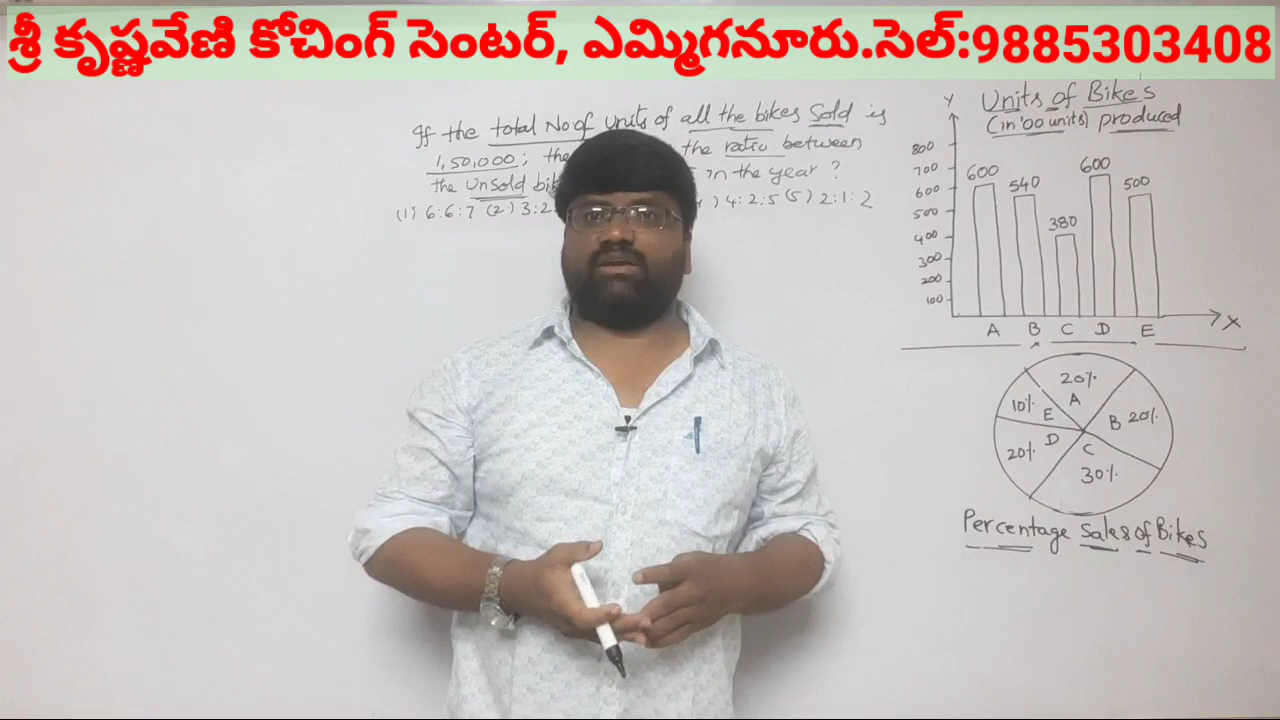 శ్రీ కృష్ణవేణి కోచింగ్ సెంటర్, ఎమ్మిగనూరు.సెల్:9885303408
If the total No of units of all the bikes sold is
1,50,000; the the ratio between
the Unsold in the year ?
(1) 6:6:7 (2) 3:2 ) 4:2:5 (5) 2:1:2
Units of Bikes
(in '00 units) produced
Y
800
700
600
500
400
300
200
100
600
540
380
600
500
A B C D E
X
20%
A
B 20%
C
30%
D
20%
E
10%
Percentage Sales of Bikes